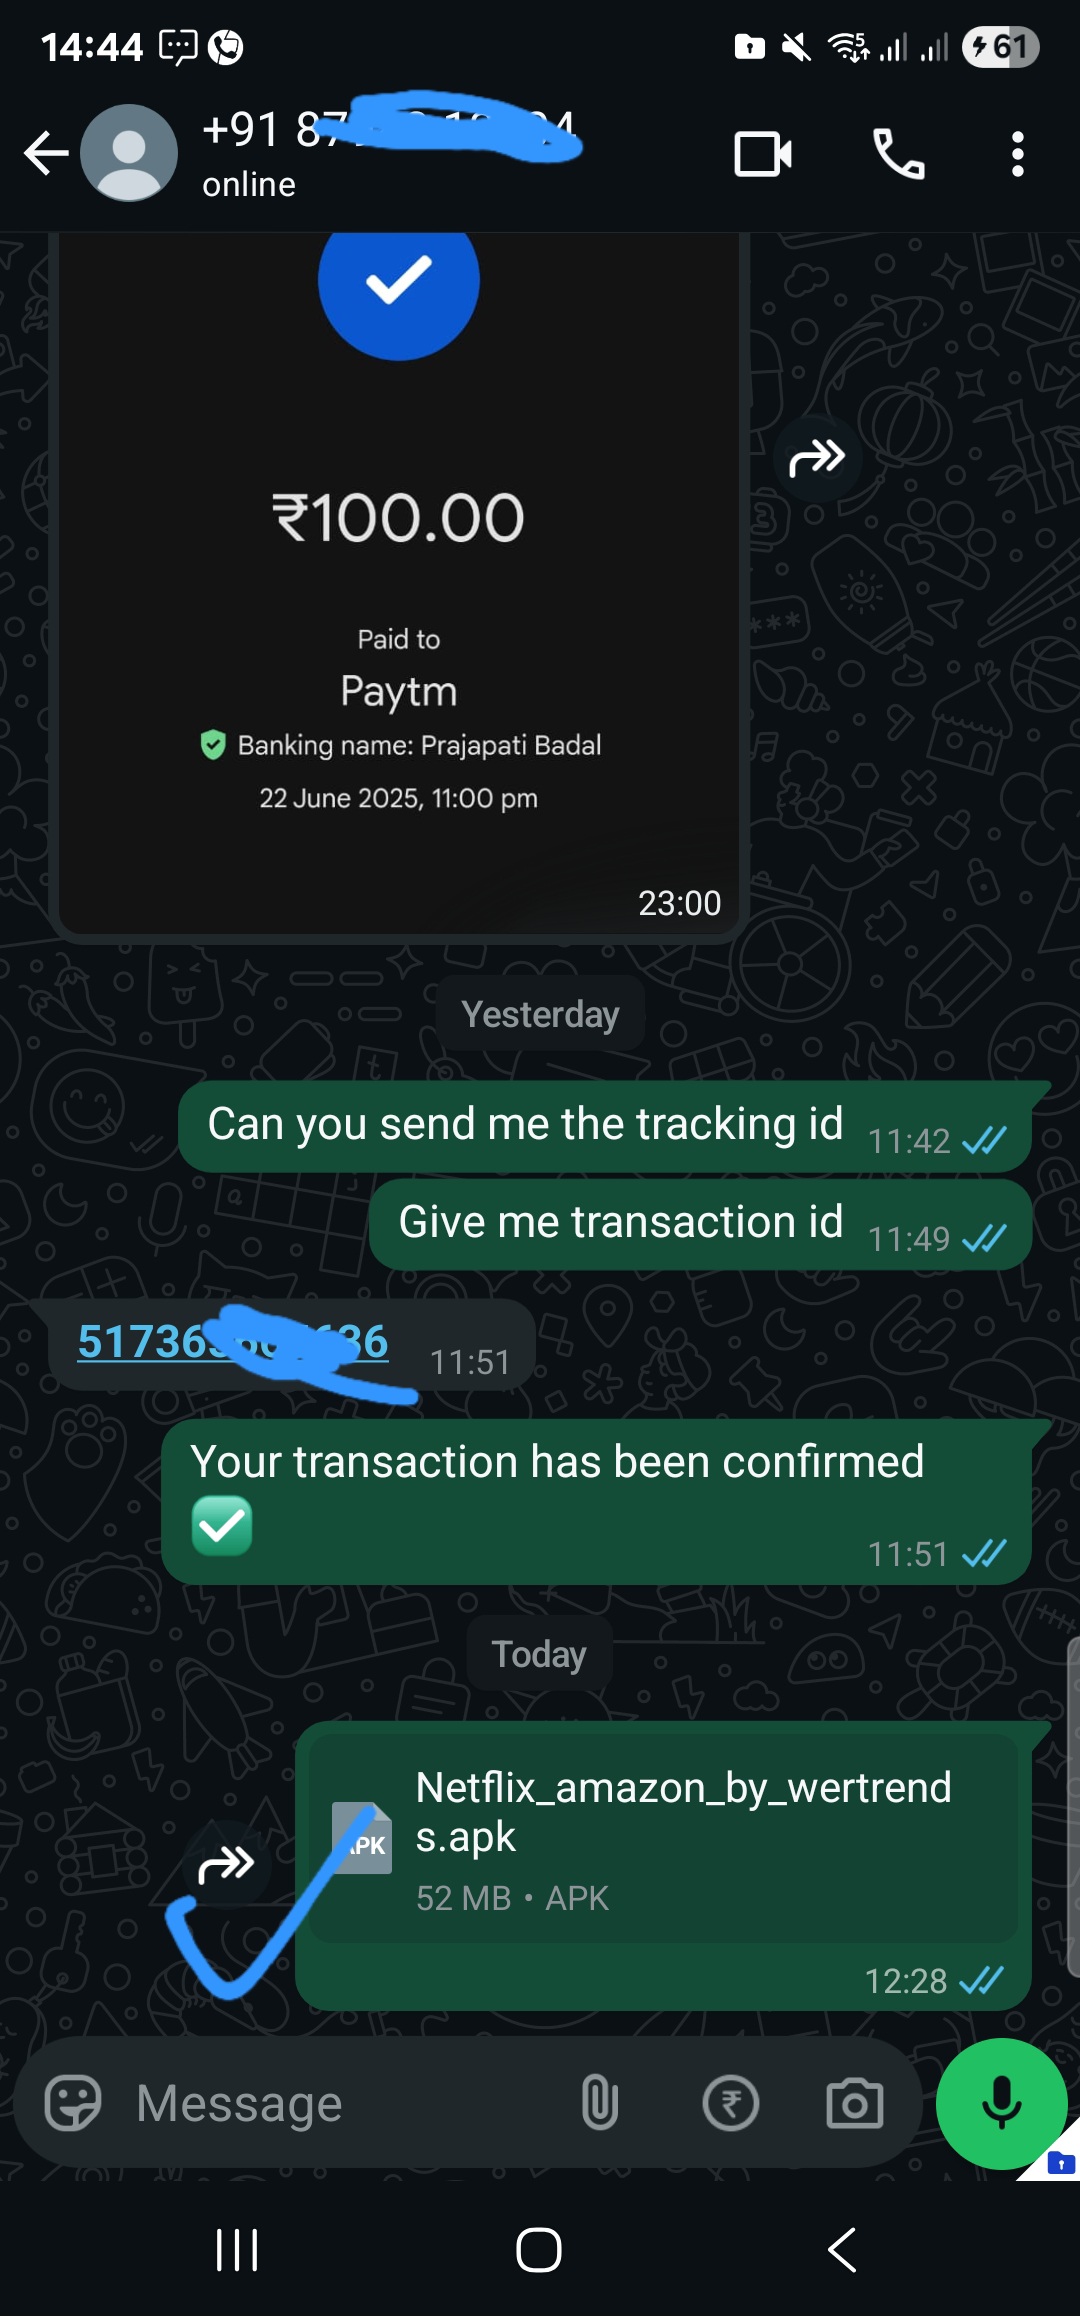 14:44
61
+91 87
online
₹100.00
Paid to
Paytm
Banking name: Prajapati Badal
22 June 2025, 11:00 pm
23:00
Yesterday
Can you send me the tracking id 11:42
Give me transaction id 11:49
51736 36 11:51
Your transaction has been confirmed
✅
11:51
Today
Netflix_amazon_by_wertrend
s.apk
APK
52 MB • APK
12:28
Message